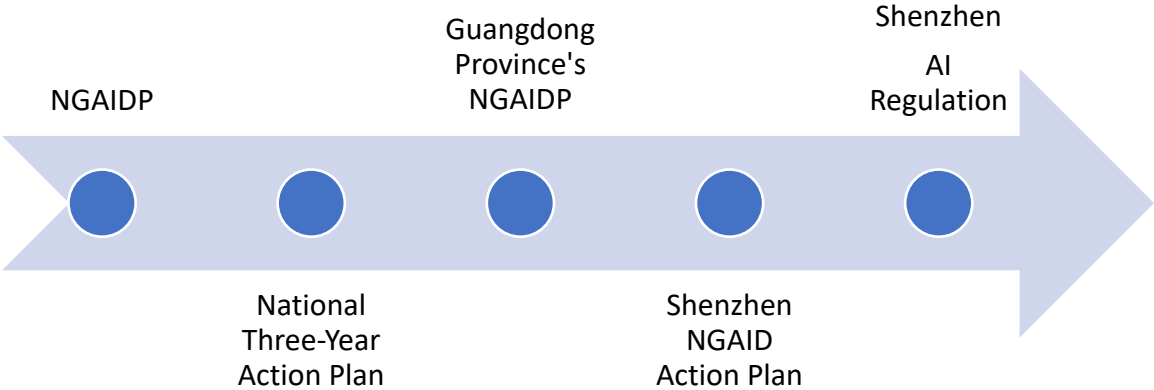 NGAIDP
National
Three-Year
Action Plan
Guangdong
Province's
NGAIDP
Shenzhen
NGAID
Action Plan
Shenzhen
AI
Regulation